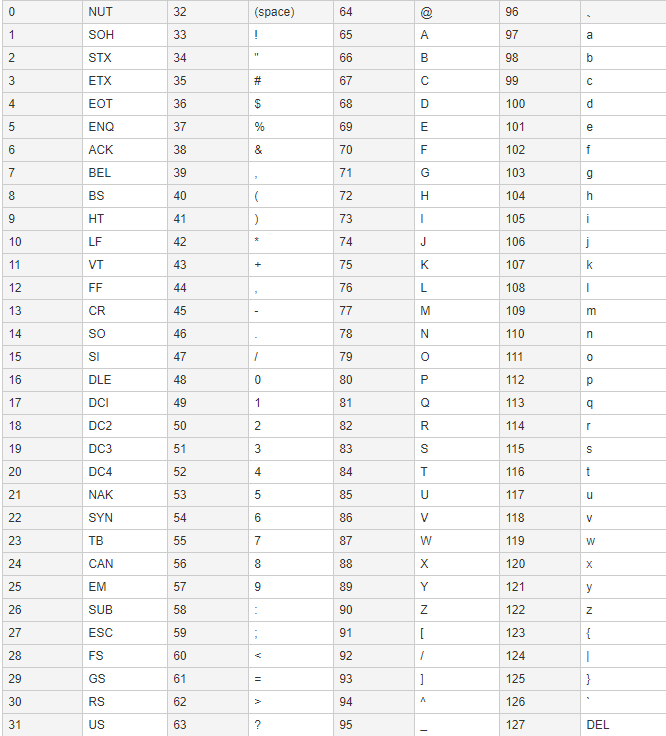 0 NUT 32 (space) 64 @ 96 、
1 SOH 33 ! 65 A 97 a
2 STX 34 " 66 B 98 b
3 ETX 35 # 67 C 99 c
4 EOT 36 $ 68 D 100 d
5 ENQ 37 % 69 E 101 e
6 ACK 38 & 70 F 102 f
7 BEL 39 , 71 G 103 g
8 BS 40 ( 72 H 104 h
9 HT 41 ) 73 I 105 i
10 LF 42 * 74 J 106 j
11 VT 43 + 75 K 107 k
12 FF 44 , 76 L 108 l
13 CR 45 - 77 M 109 m
14 SO 46 . 78 N 110 n
15 SI 47 / 79 O 111 o
16 DLE 48 0 80 P 112 p
17 DCI 49 1 81 Q 113 q
18 DC2 50 2 82 R 114 r
19 DC3 51 3 83 S 115 s
20 DC4 52 4 84 T 116 t
21 NAK 53 5 85 U 117 u
22 SYN 54 6 86 V 118 v
23 TB 55 7 87 W 119 w
24 CAN 56 8 88 X 120 x
25 EM 57 9 89 Y 121 y
26 SUB 58 : 90 Z 122 z
27 ESC 59 ; 91 [ 123 {
28 FS 60 < 92 / 124 |
29 GS 61 = 93 ] 125 }
30 RS 62 > 94 ^ 126 `
31 US 63 ? 95 _ 127 DEL